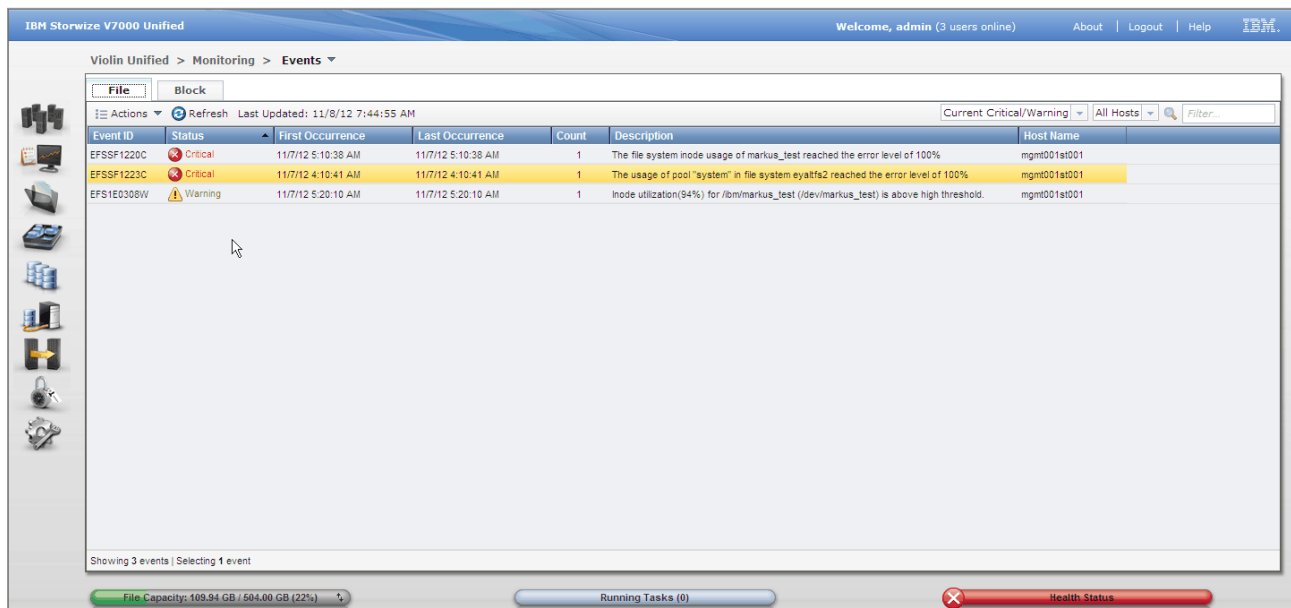 IBM Storwize V7000 Unified Welcome, admin (3 users online) About | Logout | Help IBM.
Violin Unified > Monitoring > Events
File Block
Actions Refresh Last Updated: 11/8/12 7:44:55 AM Current Critical/Warning All Hosts Filter...
Event ID Status First Occurrence Last Occurrence Count Description Host Name
EFSSF1220C Critical 11/7/12 5:10:38 AM 11/7/12 5:10:38 AM 1 The file system inode usage of markus_test reached the error level of 100% mgmt001st001
EFSSF1223C Critical 11/7/12 4:10:41 AM 11/7/12 4:10:41 AM 1 The usage of pool "system" in file system eyaltfs2 reached the error level of 100% mgmt001st001
EFS1E0308W Warning 11/7/12 5:20:10 AM 11/7/12 5:20:10 AM 1 Inode utilization(94%) for /ibm/markus_test (/dev/markus_test) is above high threshold. mgmt001st001
Showing 3 events | Selecting 1 event
File Capacity: 109.94 GB / 504.00 GB (22%) Running Tasks (0) Health Status